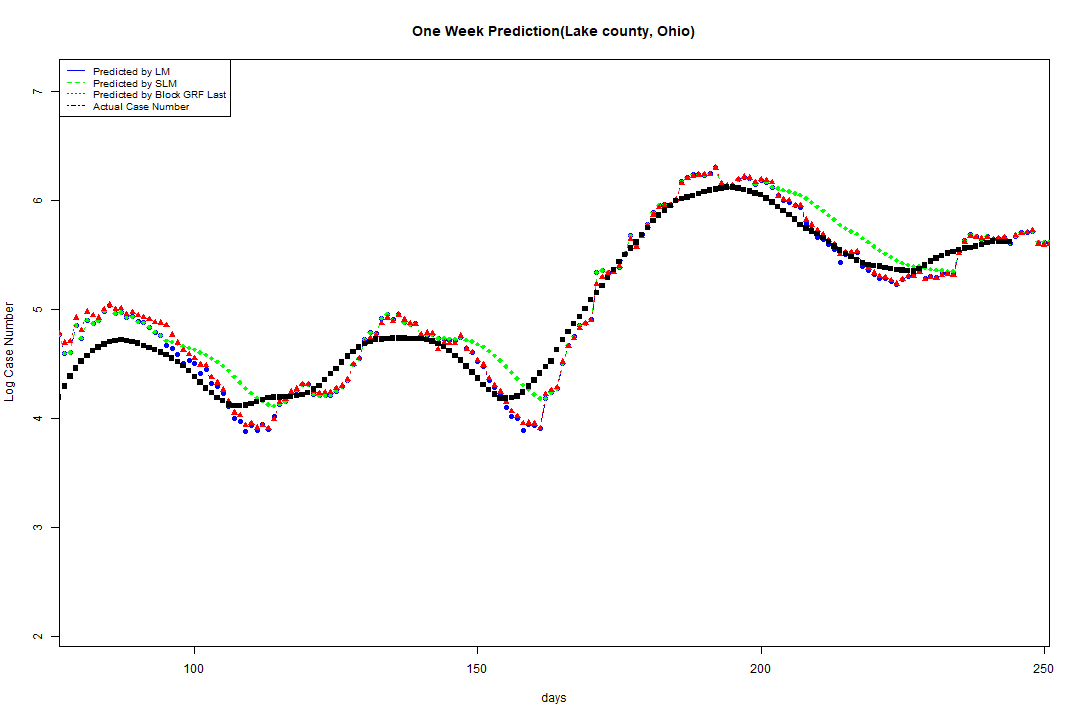 One Week Prediction(Lake county, Ohio)
Predicted by LM
Predicted by SLM
Predicted by Block GRF Last
Actual Case Number
7
6
5
4
3
2
Log Case Number
100 150 200 250
days